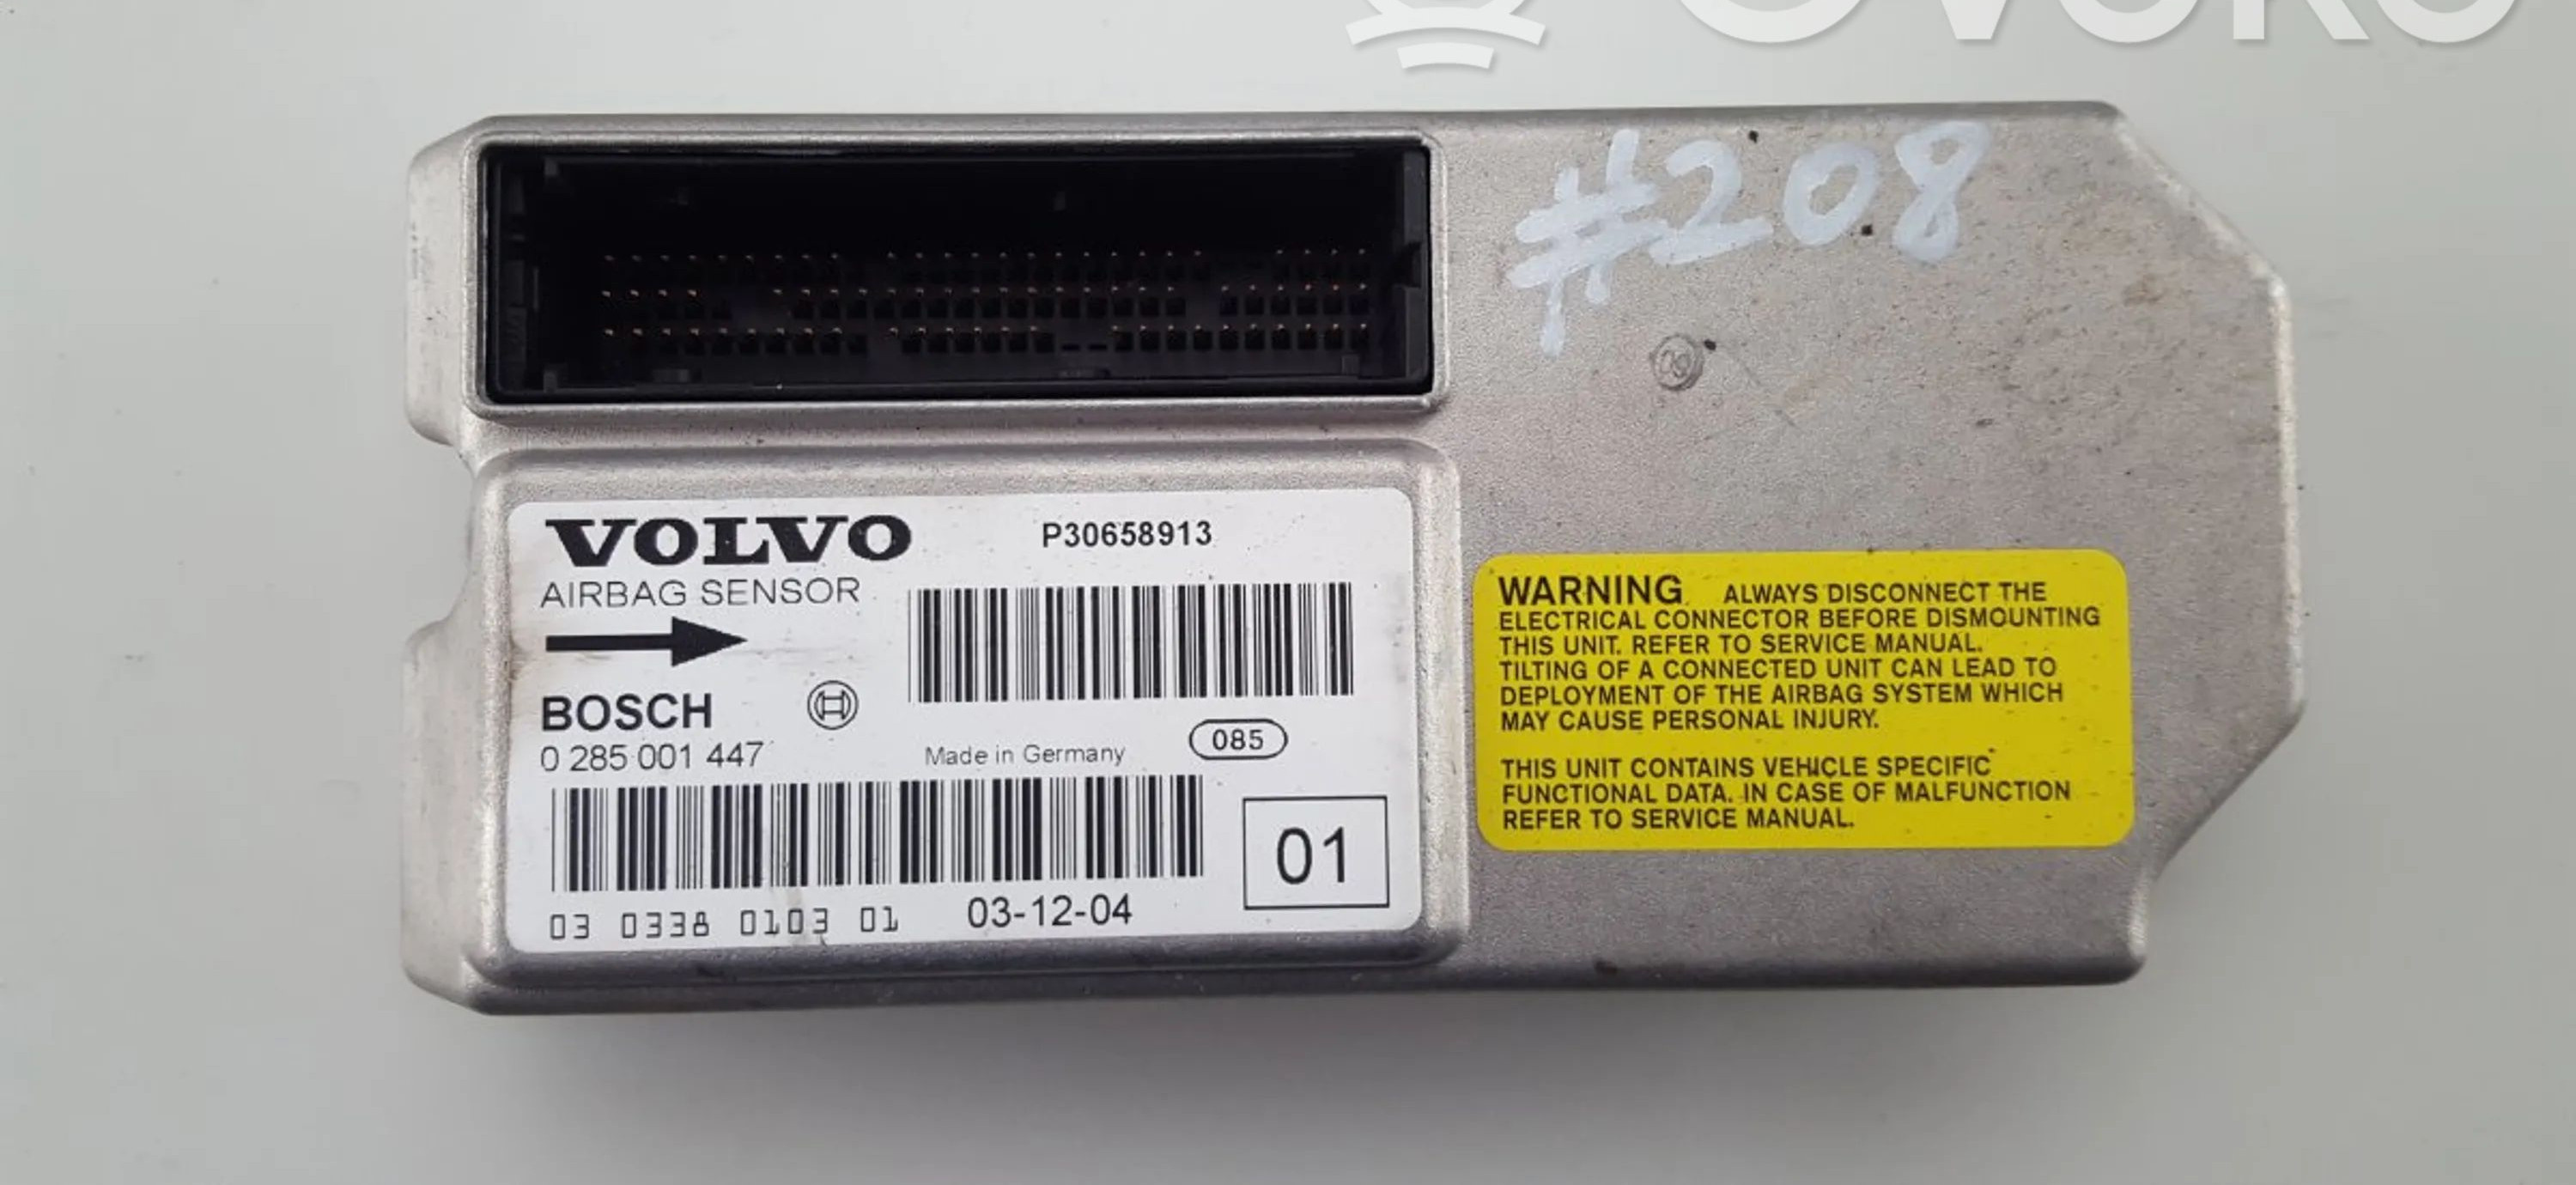 OVOKO
#208
VOLVO
P30658913
AIRBAG SENSOR
BOSCH
0 285 001 447
Made in Germany
085
03 0338 0103 01
03-12-04
01
WARNING ALWAYS DISCONNECT THE
ELECTRICAL CONNECTOR BEFORE DISMOUNTING
THIS UNIT. REFER TO SERVICE MANUAL.
TILTING OF A CONNECTED UNIT CAN LEAD TO
DEPLOYMENT OF THE AIRBAG SYSTEM WHICH
MAY CAUSE PERSONAL INJURY.
THIS UNIT CONTAINS VEHICLE SPECIFIC
FUNCTIONAL DATA. IN CASE OF MALFUNCTION
REFER TO SERVICE MANUAL.